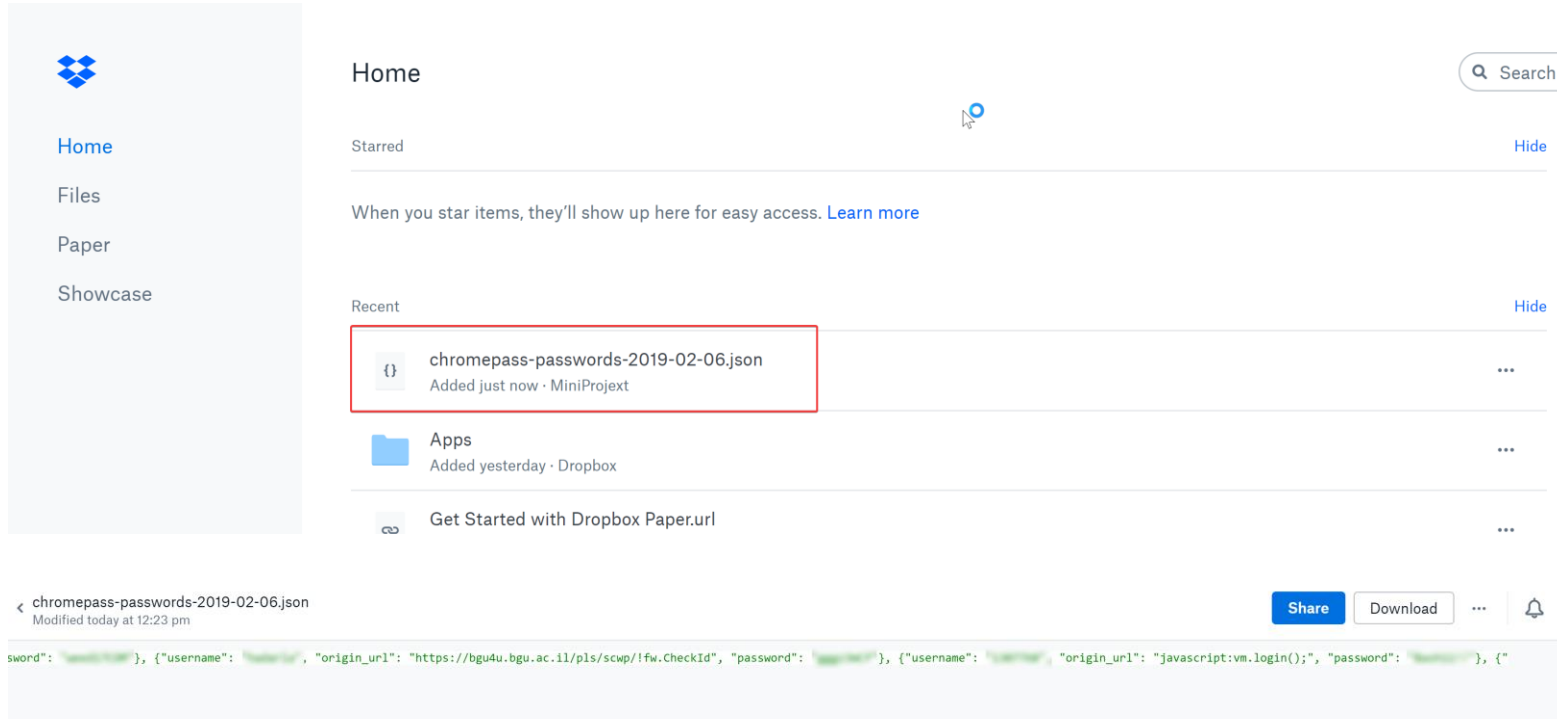 Home
Search
Home
Starred
Hide
Files
When you star items, they’ll show up here for easy access. Learn more
Paper
Showcase
Recent
Hide
{}
chromepass-passwords-2019-02-06.json
Added just now · MiniProjext
Apps
Added yesterday · Dropbox
Get Started with Dropbox Paper.url
chromepass-passwords-2019-02-06.json
Modified today at 12:23 pm
Share
Download
sword": " "}, {"username": " ", "origin_url": "https://bgu4u.bgu.ac.il/pls/scwp/!fw.CheckId", "password": " "}, {"username": " ", "origin_url": "javascript:vm.login();", "password": " "}, {"